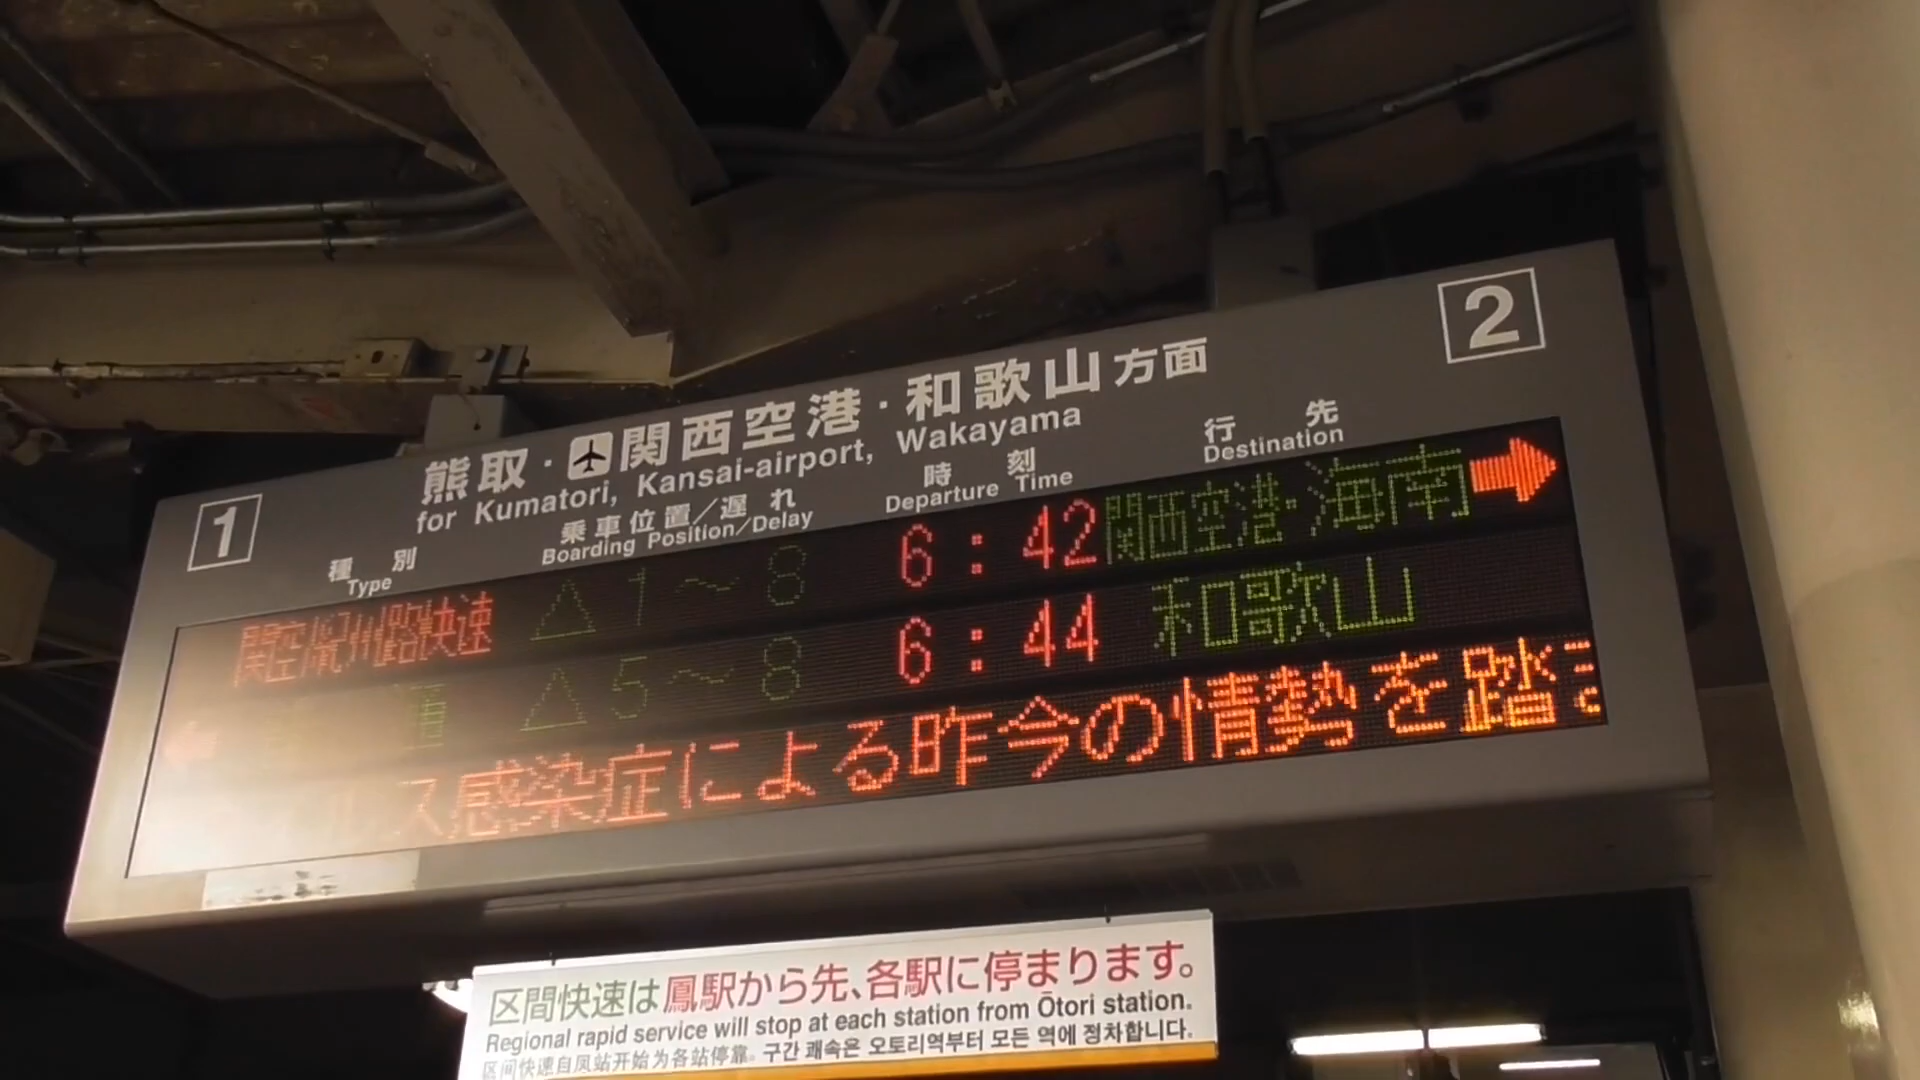 1
2
熊取・関西空港・和歌山方面
for Kumatori, Kansai-airport, Wakayama
種別 乗車位置/遅れ 時刻 行先
Type Boarding Position/Delay Departure Time Destination
関空紀州路快速 △1～8 6:42 関西空港・海南
普通 △5～8 6:44 和歌山
ルス感染症による昨今の情勢を踏ま
区間快速は鳳駅から先、各駅に停まります。
Regional rapid service will stop at each station from Ōtori station.
区间快速自凤站开始为各站停靠。구간 쾌속은 오토리역부터 모든 역에 정차합니다.